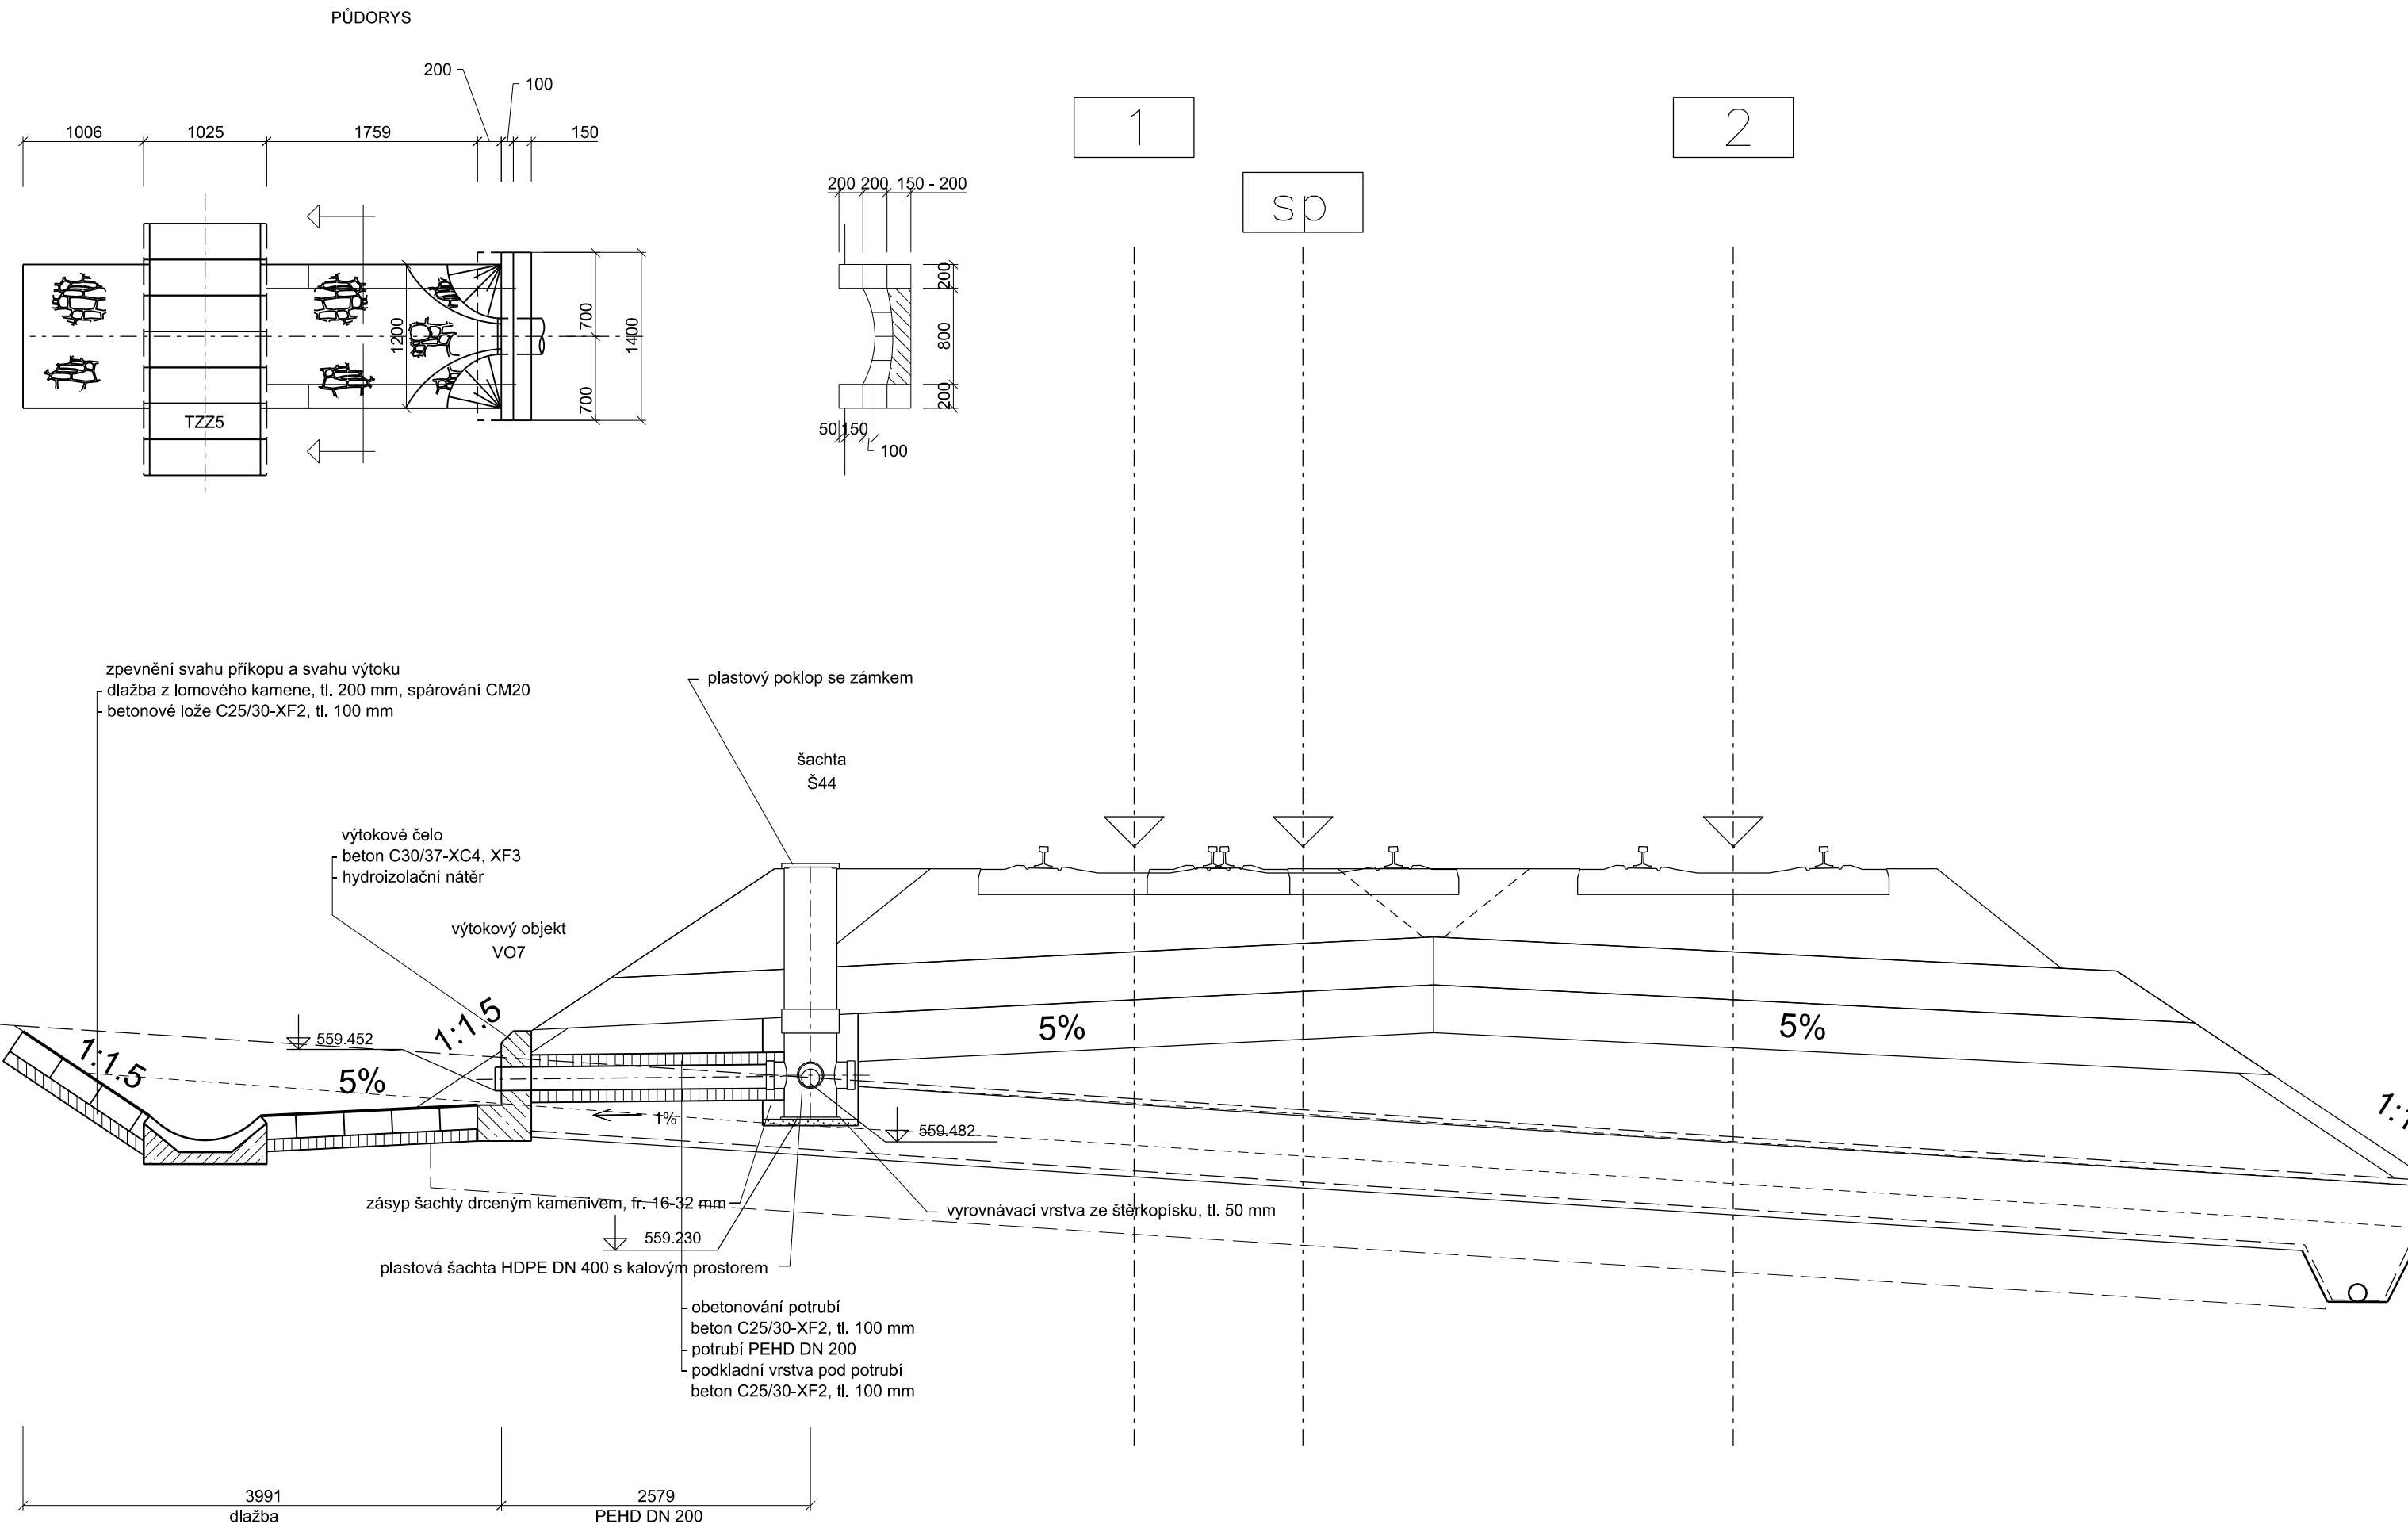 PŮDORYS
200
100
1006
1025
1759
150
1200
700
700
1400
TZZ5
200 200 150 - 200
200
800
200
50 150
100
1
sp
2
zpevnění svahu příkopu a svahu výtoku
dlažba z lomového kamene, tl. 200 mm, spárování CM20
betonové lože C25/30-XF2, tl. 100 mm
plastový poklop se zámkem
šachta
Š44
výtokové čelo
beton C30/37-XC4, XF3
hydroizolační nátěr
výtokový objekt
VO7
1:1.5
559.452
1:1.5
5%
5%
5%
1%
559.482
zásyp šachty drceným kamenivem, fr. 16-32 mm
vyrovnávací vrstva ze štěrkopísku, tl. 50 mm
559.230
plastová šachta HDPE DN 400 s kalovým prostorem
obetonování potrubí
beton C25/30-XF2, tl. 100 mm
potrubí PEHD DN 200
podkladní vrstva pod potrubí
beton C25/30-XF2, tl. 100 mm
3991
dlažba
2579
PEHD DN 200